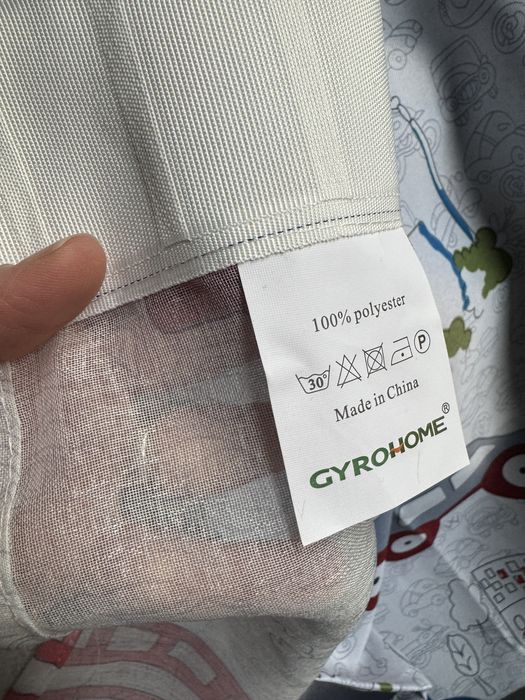 100% polyester
30° P
Made in China
GYROHOME®